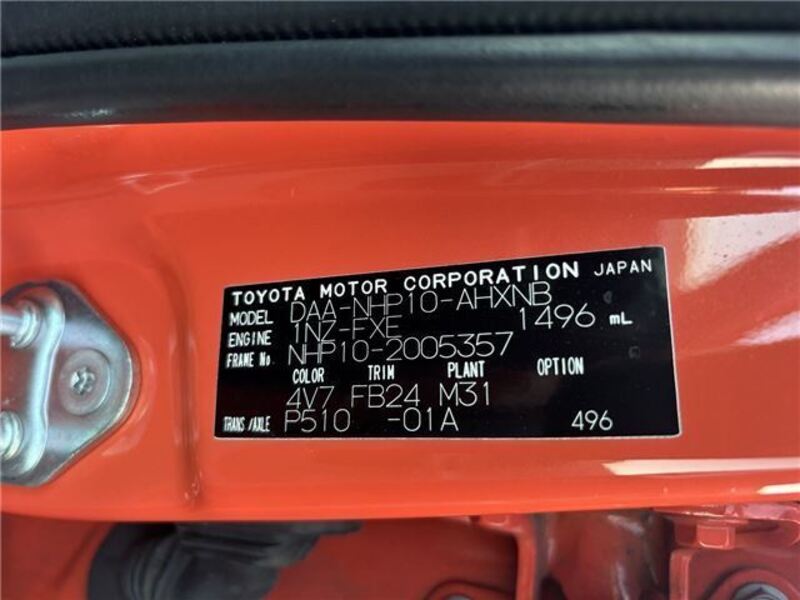 TOYOTA MOTOR CORPORATION JAPAN
MODEL DAA-NHP10-AHXNB
ENGINE 1NZ-FXE 1496 mL
FRAME No. NHP10-2005357
COLOR TRIM PLANT OPTION
4V7 FB24 M31
TRANS/AXLE P510 -01A 496